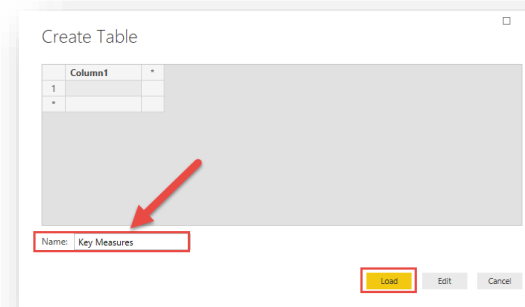 Create Table
Column1 *
1
*
Name: Key Measures
Load Edit Cancel